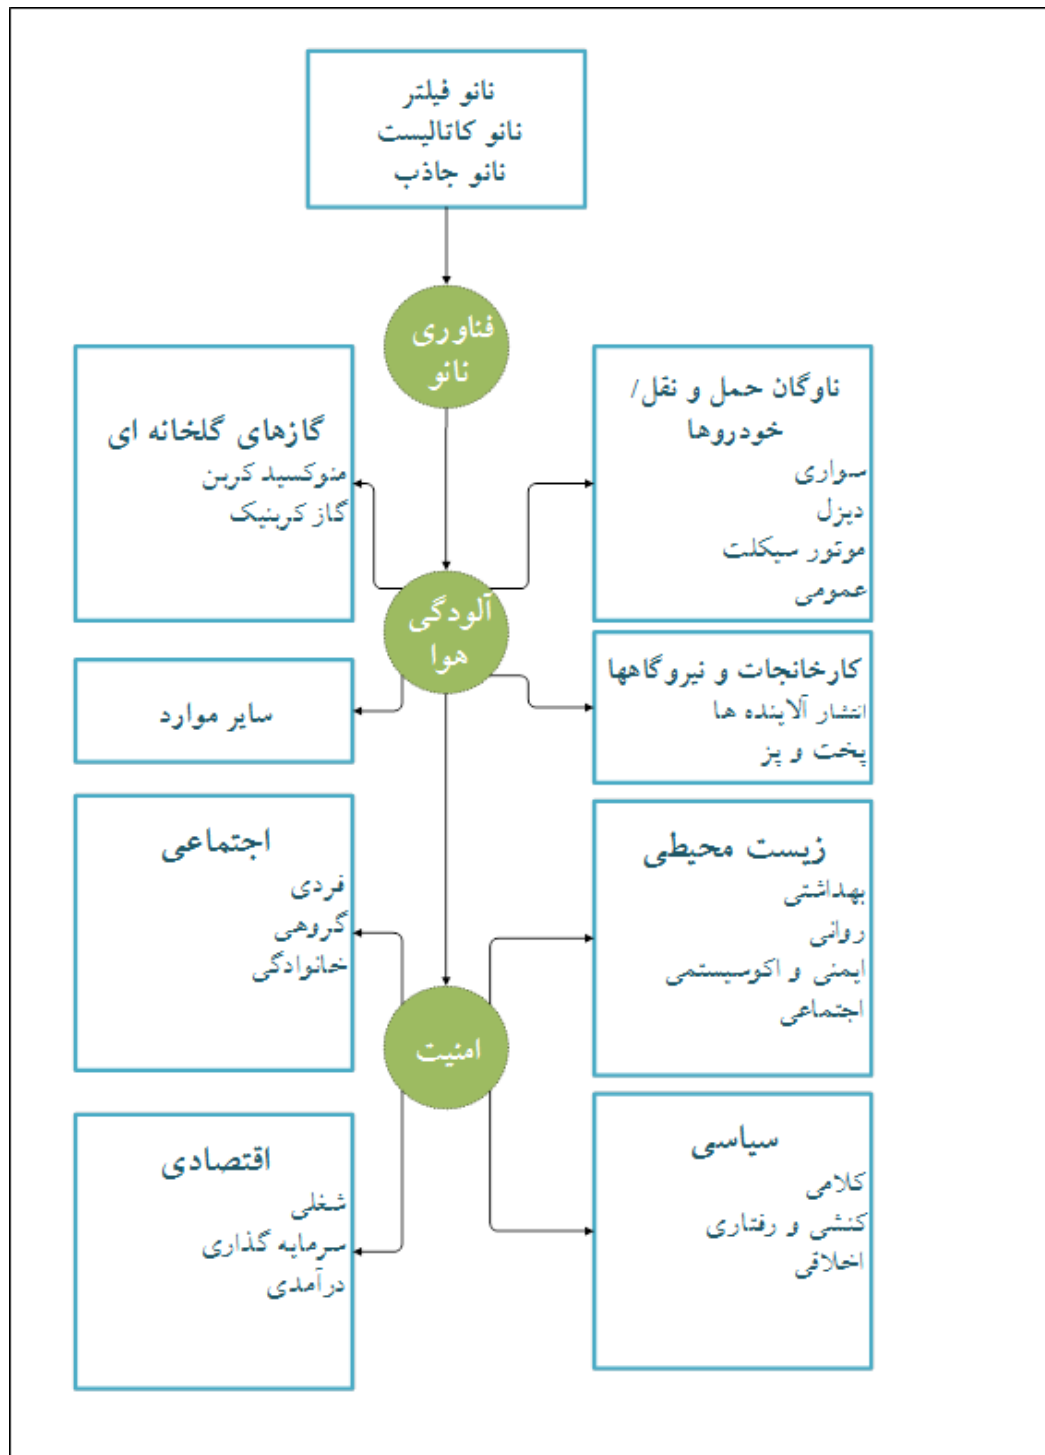 نانو فیلتر
نانو کاتالیست
نانو جاذب
فناوری
نانو
ناوگان حمل و نقل/
خودروها
سواری
دیزل
موتور سیکلت
عمومی
گازهای گلخانه ای
منوکسید کربن
گاز کربنیک
آلودگی
هوا
کارخانجات و نیروگاهها
انتشار آلاینده ها
پخت و پز
سایر موارد
زیست محیطی
بهداشتی
روانی
ایمنی و اکوسیستمی
اجتماعی
اجتماعی
فردی
گروهی
خانوادگی
امنیت
سیاسی
کلامی
کنشی و رفتاری
اخلاقی
اقتصادی
شغلی
سرمایه گذاری
درآمدی